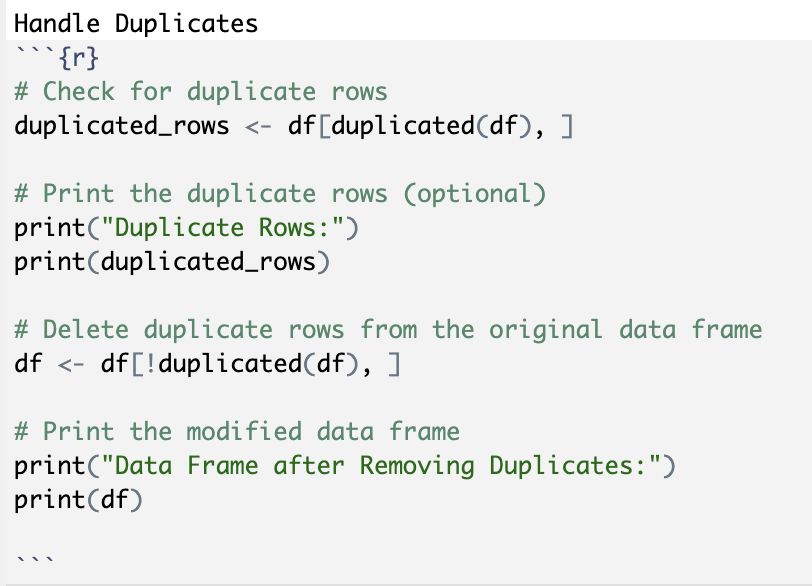 Handle Duplicates
```{r}
# Check for duplicate rows
duplicated_rows <- df[duplicated(df), ]
# Print the duplicate rows (optional)
print("Duplicate Rows:")
print(duplicated_rows)
# Delete duplicate rows from the original data frame
df <- df[!duplicated(df), ]
# Print the modified data frame
print("Data Frame after Removing Duplicates:")
print(df)
```